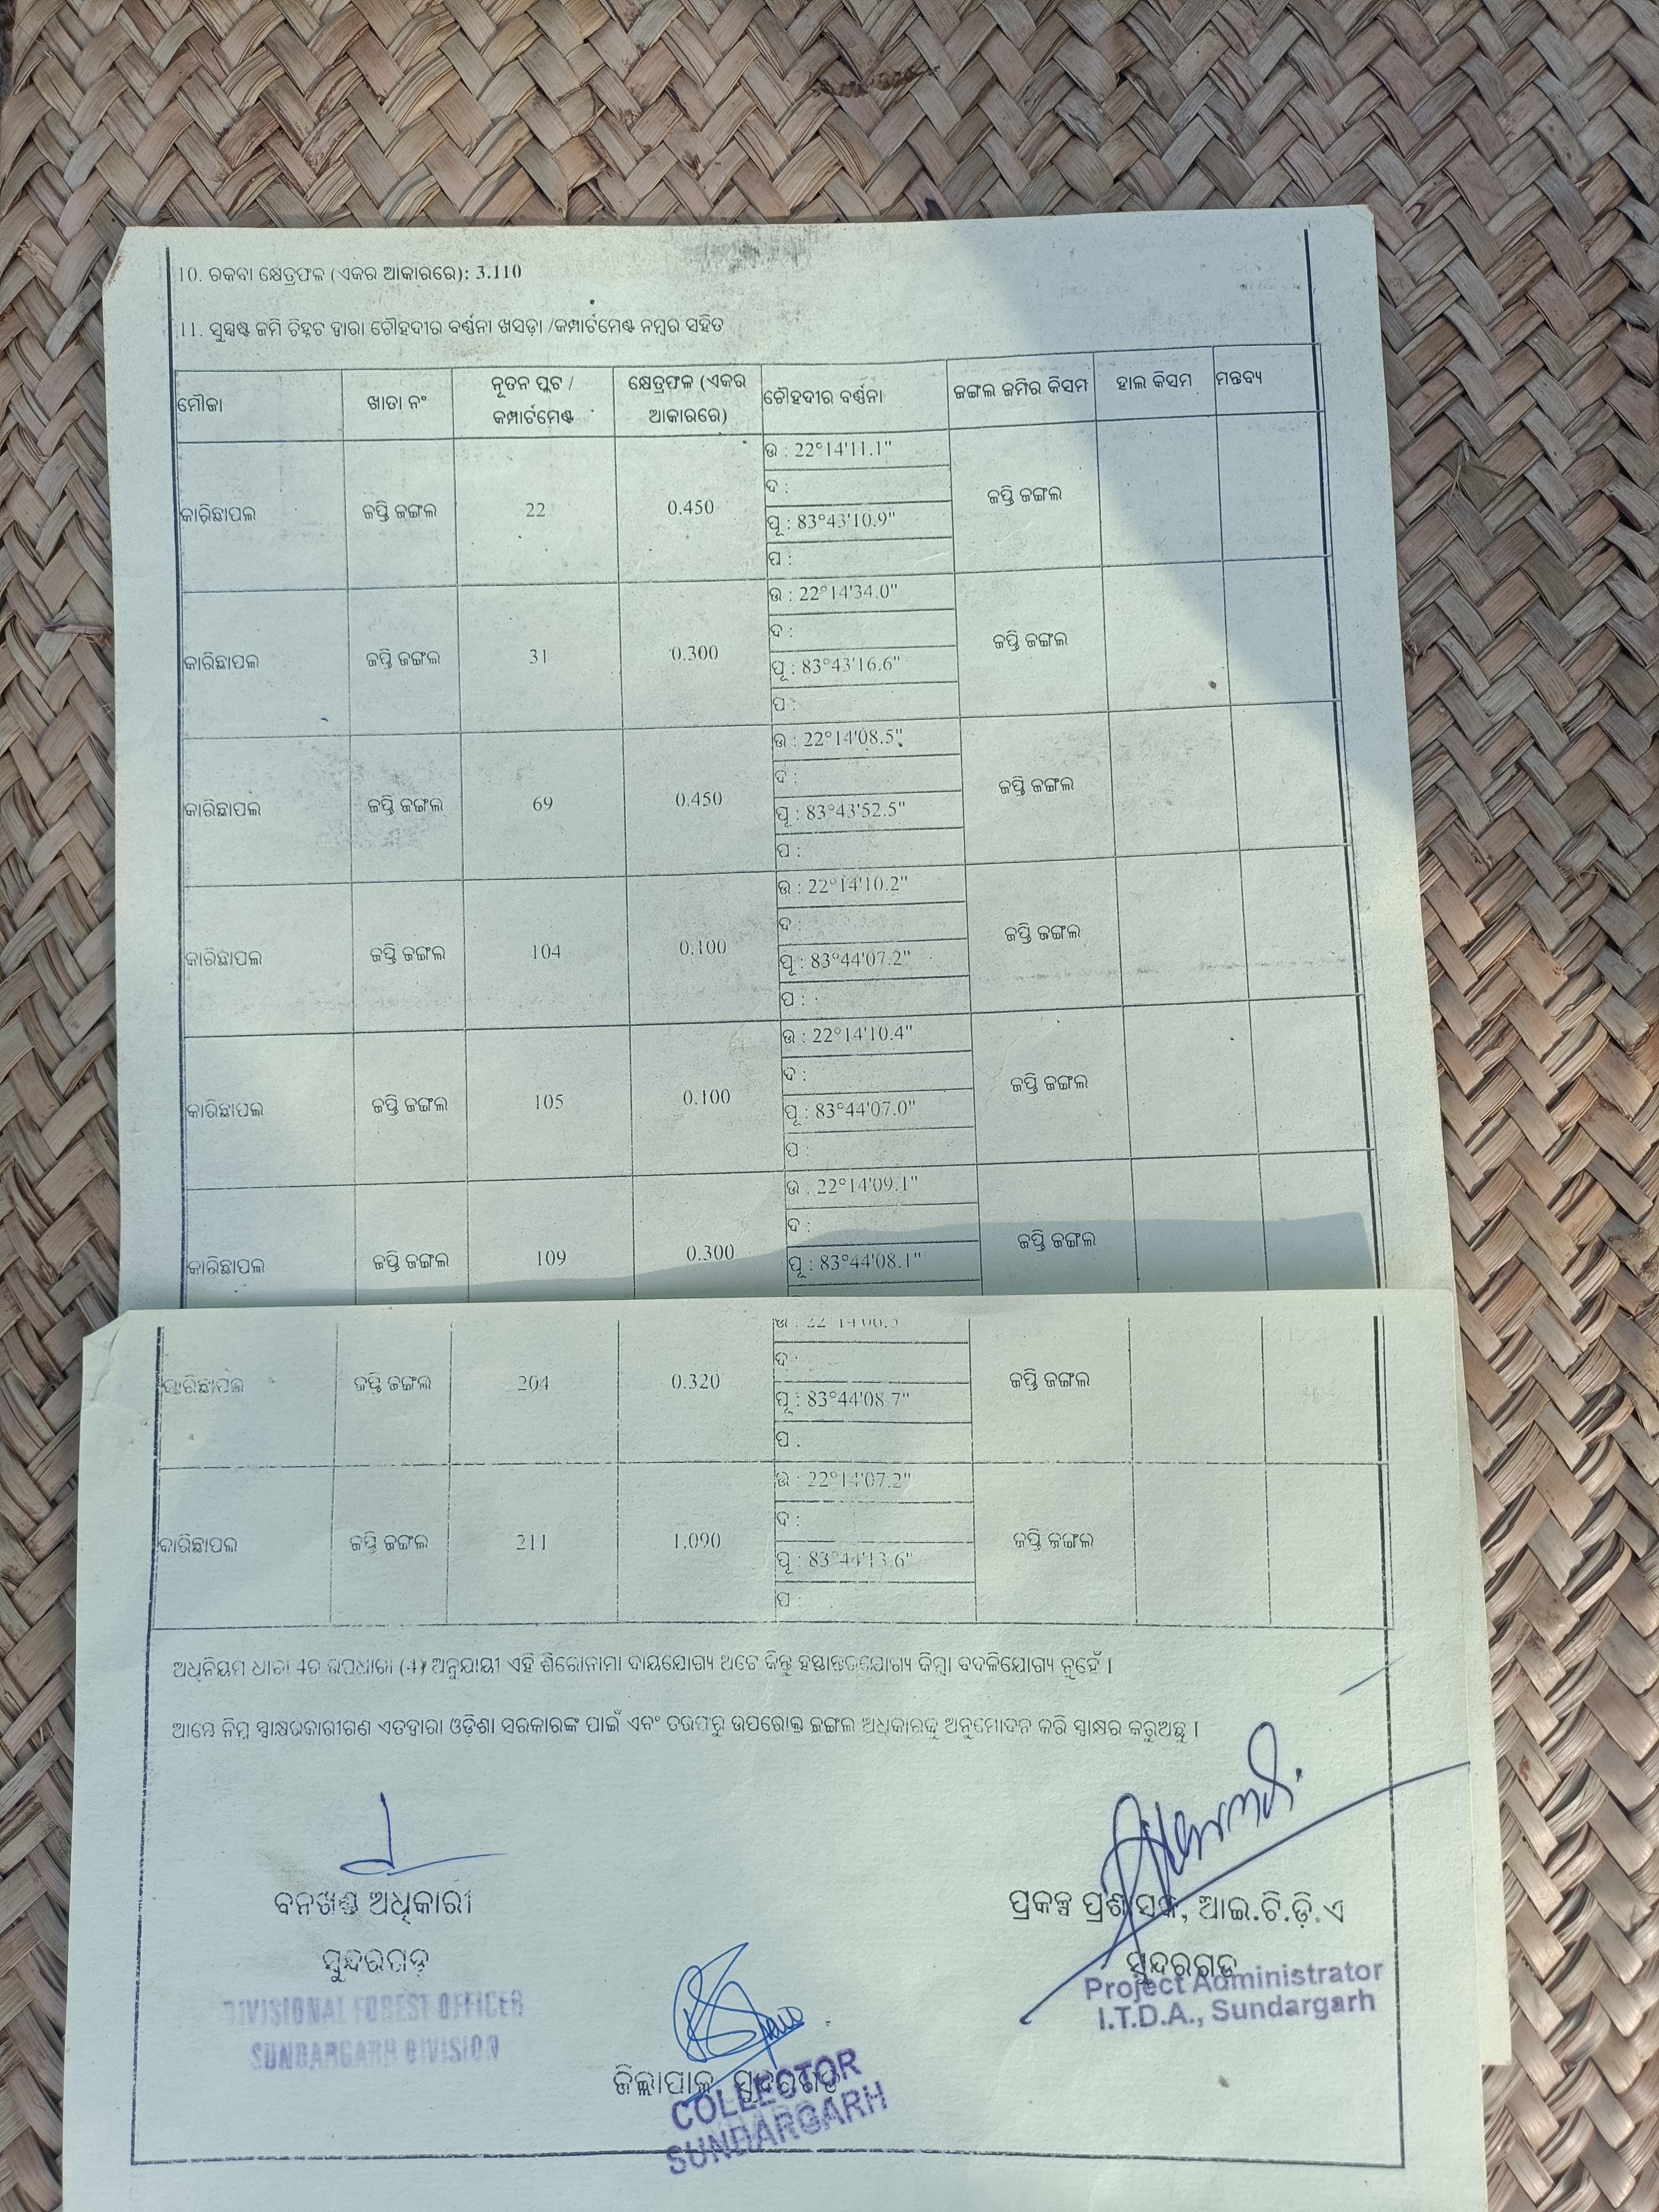 10. ରକବା କ୍ଷେତ୍ରଫଳ (ଏକର ଆକାରରେ): 3.110
11. ସୁସ୍ପଷ୍ଟ ଜମି ଚିହ୍ନଟ ଦ୍ୱାରା ଚୌହଦୀର ବର୍ଣ୍ଣନା ଖସଡ଼ା /କମ୍ପାର୍ଟମେଣ୍ଟ ନମ୍ବର ସହିତ
ମୌଜା ଖାତା ନଂ ନୂତନ ପ୍ଲଟ / କମ୍ପାର୍ଟମେଣ୍ଟ କ୍ଷେତ୍ରଫଳ (ଏକର ଆକାରରେ) ଚୌହଦୀର ବର୍ଣ୍ଣନା ଜଙ୍ଗଲ ଜମିର କିସମ ହାଲ କିସମ ମନ୍ତବ୍ୟ
ଉ : 22°14'11.1"
ଦ :
କାରିଛାପଲ ଜପ୍ତି ଜଙ୍ଗଲ 22 0.450 ପୂ : 83°43'10.9" ଜପ୍ତି ଜଙ୍ଗଲ
ପ :
ଉ : 22°14'34.0"
ଦ :
କାରିଛାପଲ ଜପ୍ତି ଜଙ୍ଗଲ 31 0.300 ପୂ : 83°43'16.6" ଜପ୍ତି ଜଙ୍ଗଲ
ପ :
ଉ : 22°14'08.5"
ଦ :
କାରିଛାପଲ ଜପ୍ତି ଜଙ୍ଗଲ 69 0.450 ପୂ : 83°43'52.5" ଜପ୍ତି ଜଙ୍ଗଲ
ପ :
ଉ : 22°14'10.2"
ଦ :
କାରିଛାପଲ ଜପ୍ତି ଜଙ୍ଗଲ 104 0.100 ପୂ : 83°44'07.2" ଜପ୍ତି ଜଙ୍ଗଲ
ପ :
ଉ : 22°14'10.4"
ଦ :
କାରିଛାପଲ ଜପ୍ତି ଜଙ୍ଗଲ 105 0.100 ପୂ : 83°44'07.0" ଜପ୍ତି ଜଙ୍ଗଲ
ପ :
ଉ : 22°14'09.1"
ଦ :
କାରିଛାପଲ ଜପ୍ତି ଜଙ୍ଗଲ 109 0.300 ପୂ : 83°44'08.1" ଜପ୍ତି ଜଙ୍ଗଲ
ଦ :
କାରିଛାପଲ ଜପ୍ତି ଜଙ୍ଗଲ 204 0.320 ପୂ : 83°44'08.7" ଜପ୍ତି ଜଙ୍ଗଲ
ପ :
ଉ : 22°14'07.2"
ଦ :
କାରିଛାପଲ ଜପ୍ତି ଜଙ୍ଗଲ 211 1.090 ପୂ : 83°44'13.6" ଜପ୍ତି ଜଙ୍ଗଲ
ପ :
ଅଧିନିୟମ ଧାରା 4ର ଉପଧାରା (4) ଅନୁଯାୟୀ ଏହି ଶିରୋନାମା ଦାୟଯୋଗ୍ୟ ଅଟେ କିନ୍ତୁ ହସ୍ତାନ୍ତରଯୋଗ୍ୟ କିମ୍ବା ବଦଳିଯୋଗ୍ୟ ନୁହେଁ ।
ଆମ୍ଭେ ନିମ୍ନ ସ୍ୱାକ୍ଷରକାରୀଗଣ ଏତଦ୍ୱାରା ଓଡ଼ିଶା ସରକାରଙ୍କ ପାଇଁ ଏବଂ ତରଫରୁ ଉପରୋକ୍ତ ଜଙ୍ଗଲ ଅଧିକାରକୁ ଅନୁମୋଦନ କରି ସ୍ୱାକ୍ଷର କରୁଅଛୁ ।
ବନଖଣ୍ଡ ଅଧିକାରୀ
ସୁନ୍ଦରଗଡ଼
DIVISIONAL FOREST OFFICER
SUNDARGARH DIVISION
ପ୍ରକଳ୍ପ ପ୍ରଶାସକ, ଆଇ.ଟି.ଡ଼ି.ଏ
ସୁନ୍ଦରଗଡ଼
Project Administrator
I.T.D.A., Sundargarh
ଜିଲ୍ଲାପାଳ, ସୁନ୍ଦରଗଡ଼
COLLECTOR
SUNDARGARH